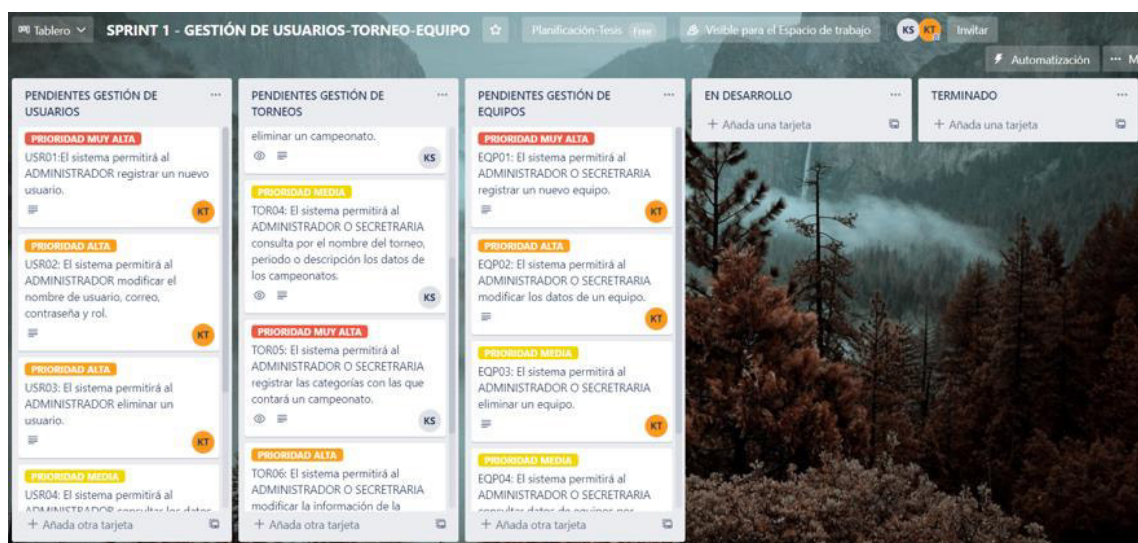 Tablero
SPRINT 1 - GESTIÓN DE USUARIOS-TORNEO-EQUIPO
Planificación-Tesis Free
Visible para el Espacio de trabajo
KS
KT
Invitar
Automatización
··· M
PENDIENTES GESTIÓN DE
USUARIOS
PRIORIDAD MUY ALTA
USR01:El sistema permitirá al
ADMINISTRADOR registrar un nuevo
usuario.
KT
PRIORIDAD ALTA
USR02: El sistema permitirá al
ADMINISTRADOR modificar el
nombre de usuario, correo,
contraseña y rol.
KT
PRIORIDAD ALTA
USR03: El sistema permitirá al
ADMINISTRADOR eliminar un
usuario.
KT
PRIORIDAD MEDIA
USR04: El sistema permitirá al
ADMINISTRADOR consultar los datos
+ Añada otra tarjeta
PENDIENTES GESTIÓN DE
TORNEOS
eliminar un campeonato.
KS
PRIORIDAD MEDIA
TOR04: El sistema permitirá al
ADMINISTRADOR O SECRETARIA
consulta por el nombre del torneo,
periodo o descripción los datos de
los campeonatos.
KS
PRIORIDAD MUY ALTA
TOR05: El sistema permitirá al
ADMINISTRADOR O SECRETARIA
registrar las categorías con las que
contará un campeonato.
KS
PRIORIDAD ALTA
TOR06: El sistema permitirá al
ADMINISTRADOR O SECRETARIA
modificar la información de la
+ Añada otra tarjeta
PENDIENTES GESTIÓN DE
EQUIPOS
PRIORIDAD MUY ALTA
EQP01: El sistema permitirá al
ADMINISTRADOR O SECRETARIA
registrar un nuevo equipo.
KT
PRIORIDAD ALTA
EQP02: El sistema permitirá al
ADMINISTRADOR O SECRETARIA
modificar los datos de un equipo.
KT
PRIORIDAD MEDIA
EQP03: El sistema permitirá al
ADMINISTRADOR O SECRETARIA
eliminar un equipo.
KT
PRIORIDAD MEDIA
EQP04: El sistema permitirá al
ADMINISTRADOR O SECRETARIA
consultar datos de equipos por
+ Añada otra tarjeta
EN DESARROLLO
+ Añada una tarjeta
TERMINADO
+ Añada una tarjeta